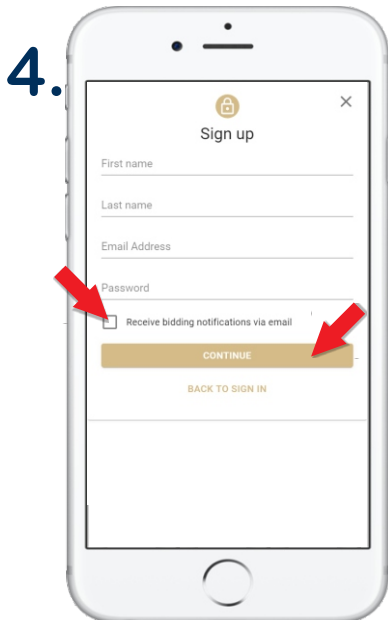 4.
Sign up
First name
Last name
Email Address
Password
Receive bidding notifications via email
CONTINUE
BACK TO SIGN IN